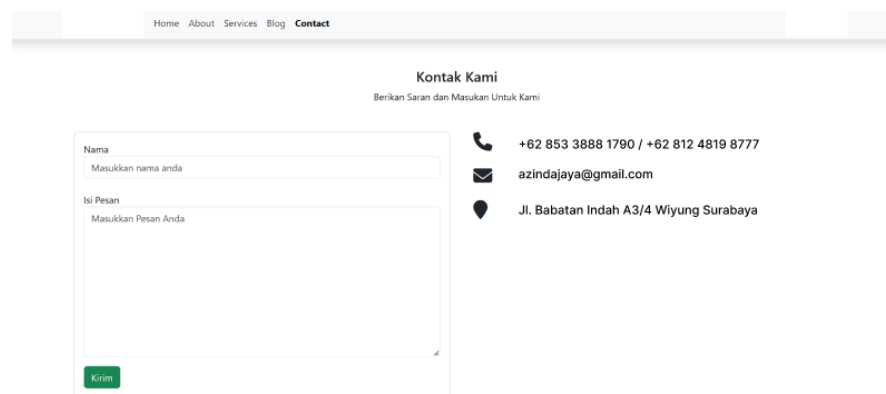 Home About Services Blog Contact
Kontak Kami
Berikan Saran dan Masukan Untuk Kami
Nama
Masukkan nama anda
Isi Pesan
Masukkan Pesan Anda
Kirim
+62 853 3888 1790 / +62 812 4819 8777
azindajaya@gmail.com
Jl. Babatan Indah A3/4 Wiyung Surabaya